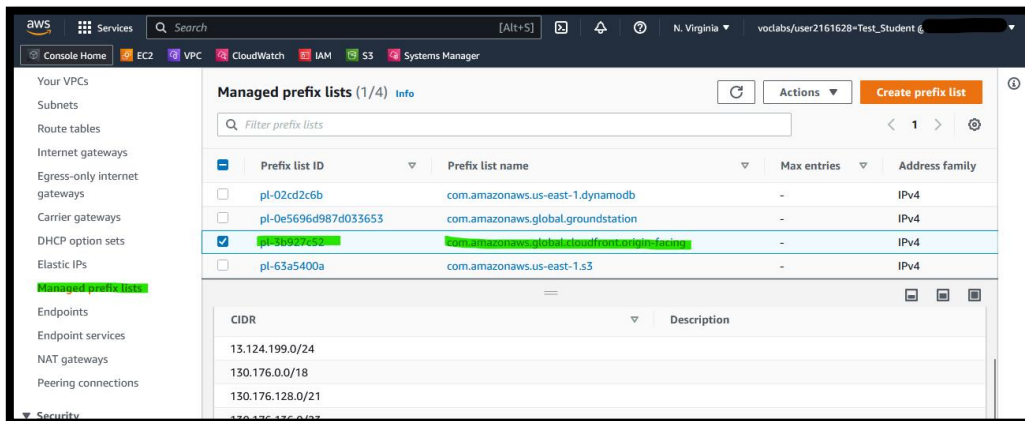 aws Services Search [Alt+S] N. Virginia ▼ voclabs/user2161628=Test_Student @
Console Home EC2 VPC CloudWatch IAM S3 Systems Manager
Your VPCs
Subnets
Route tables
Internet gateways
Egress-only internet
gateways
Carrier gateways
DHCP option sets
Elastic IPs
Managed prefix lists
Endpoints
Endpoint services
NAT gateways
Peering connections
▼ Security
Managed prefix lists (1/4) Info
Actions ▼ Create prefix list
Filter prefix lists
< 1 >
Prefix list ID Prefix list name Max entries Address family
pl-02cd2c6b com.amazonaws.us-east-1.dynamodb - IPv4
pl-0e5696d987d033653 com.amazonaws.global.groundstation - IPv4
pl-3b927c52 com.amazonaws.global.cloudfront.origin-facing - IPv4
pl-63a5400a com.amazonaws.us-east-1.s3 - IPv4
CIDR Description
13.124.199.0/24
130.176.0.0/18
130.176.128.0/21